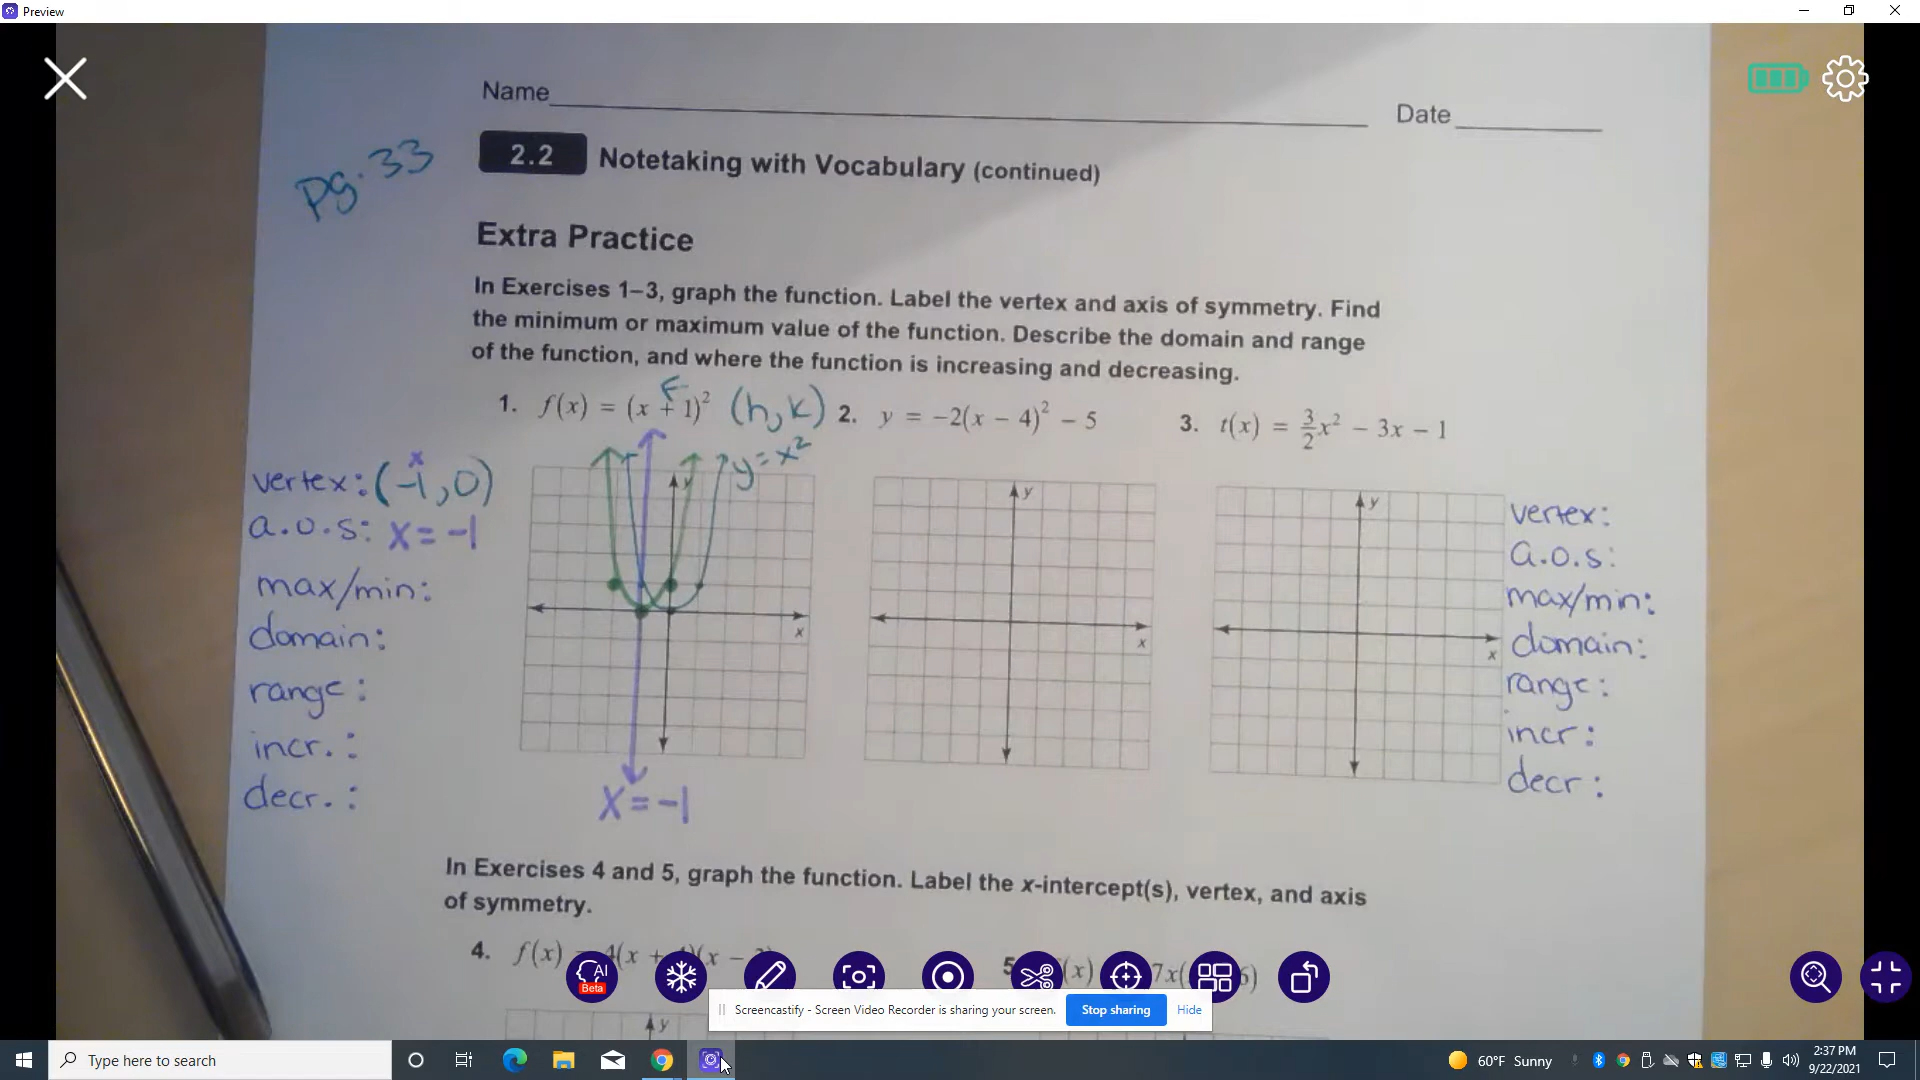 Preview
Name
Date
pg. 33
2.2 Notetaking with Vocabulary (continued)
Extra Practice
In Exercises 1–3, graph the function. Label the vertex and axis of symmetry. Find
the minimum or maximum value of the function. Describe the domain and range
of the function, and where the function is increasing and decreasing.
1. f(x) = (x + 1)² (h, k)
2. y = −2(x − 4)² − 5
3. t(x) = 3/2x² − 3x − 1
y = x²
x
vertex: (-1, 0)
a.o.s: x = -1
max/min:
domain:
range:
incr. :
decr. :
y
x
x = -1
y
x
y
x
vertex:
a.o.s:
max/min:
domain:
range:
incr:
decr:
In Exercises 4 and 5, graph the function. Label the x-intercept(s), vertex, and axis
of symmetry.
4. f(x)
5
y
AI
Beta
Screencastify - Screen Video Recorder is sharing your screen.
Stop sharing
Hide
Type here to search
60°F Sunny
2:37 PM
9/22/2021